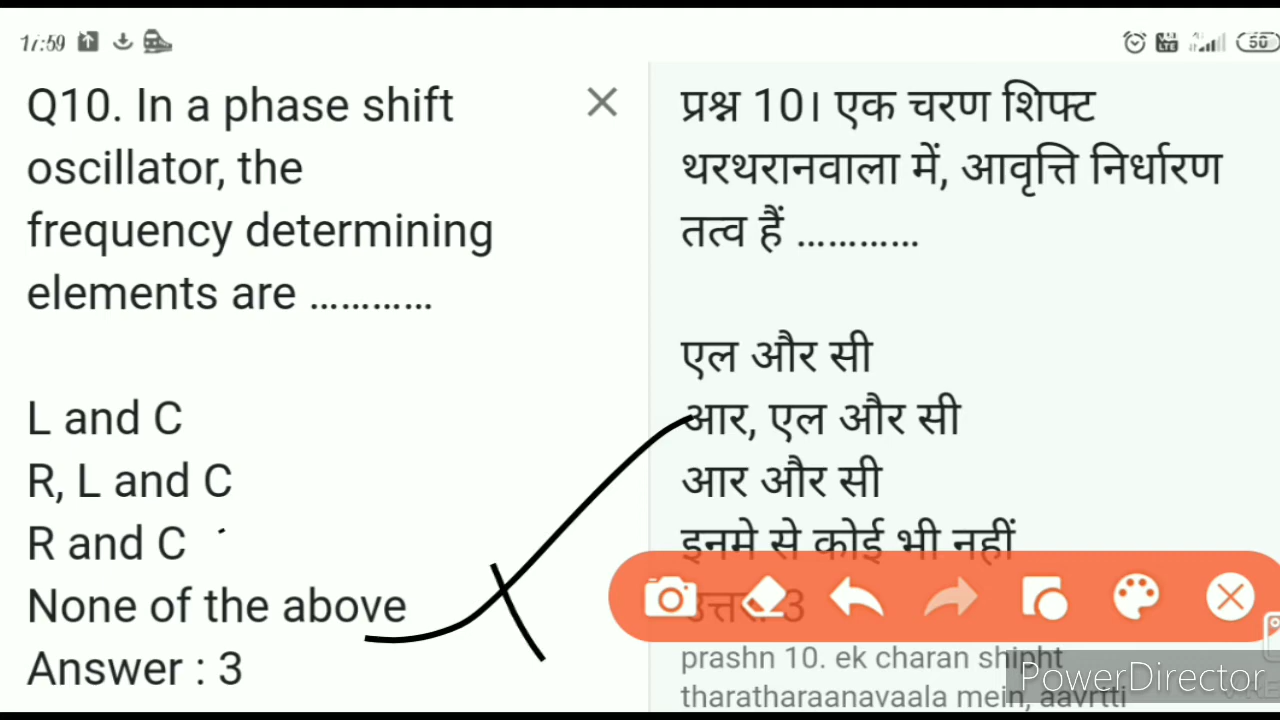 17:59
50
Q10. In a phase shift
oscillator, the
frequency determining
elements are ............
L and C
R, L and C
R and C
None of the above
Answer : 3
प्रश्न 10। एक चरण शिफ्ट
थरथरानवाला में, आवृत्ति निर्धारण
तत्व हैं ............
एल और सी
आर, एल और सी
आर और सी
इनमे से कोई भी नहीं
उत्तर: 3
prashn 10. ek charan shipht
tharatharaanavaala mein, aavrtti
PowerDirector